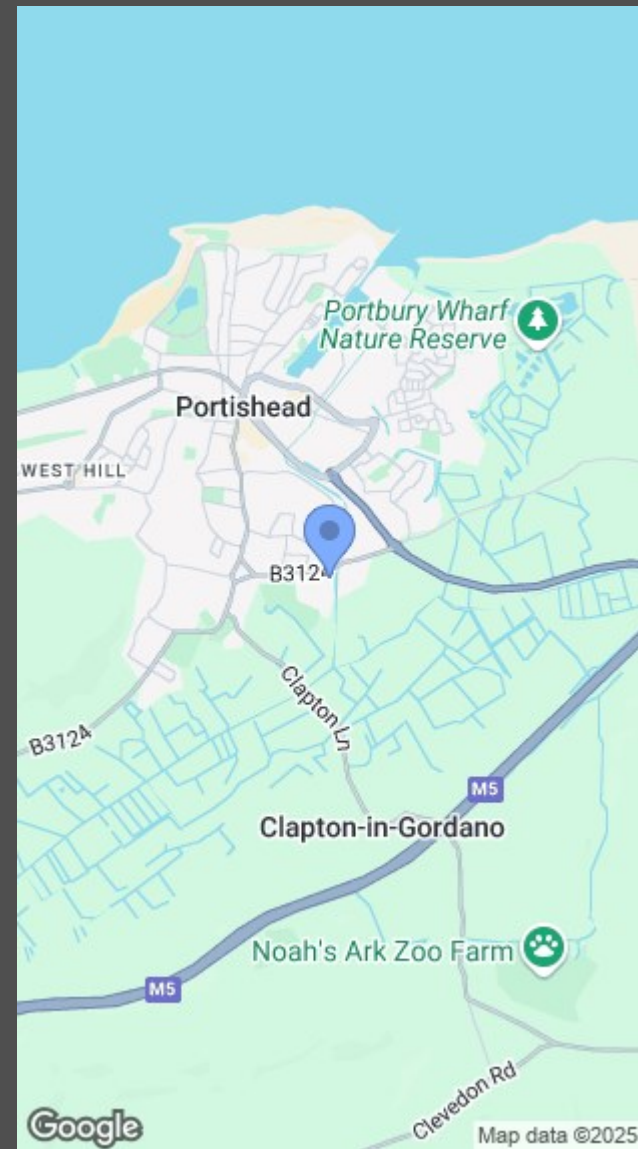 Portbury Wharf
Nature Reserve
Portishead
WEST HILL
B3124
Clapton Ln
B3124
M5
Clapton-in-Gordano
Noah's Ark Zoo Farm
M5
Clevedon Rd
Google
Map data ©2025